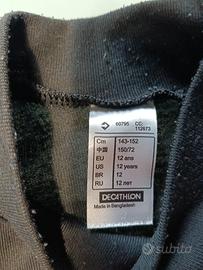 60795 CC:
112673
Cm 143-152
中国 150/72
EU 12 ans
US 12 years
BR 12
RU 12 лет
DECATHLON
Made in Bangladesh
subito